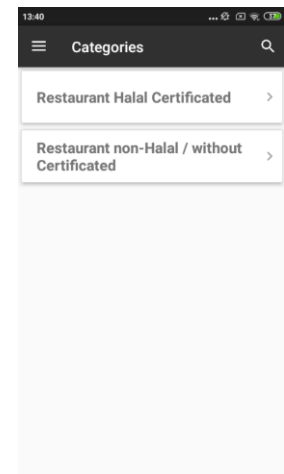 13:40
Categories
Restaurant Halal Certificated
Restaurant non-Halal / without
Certificated